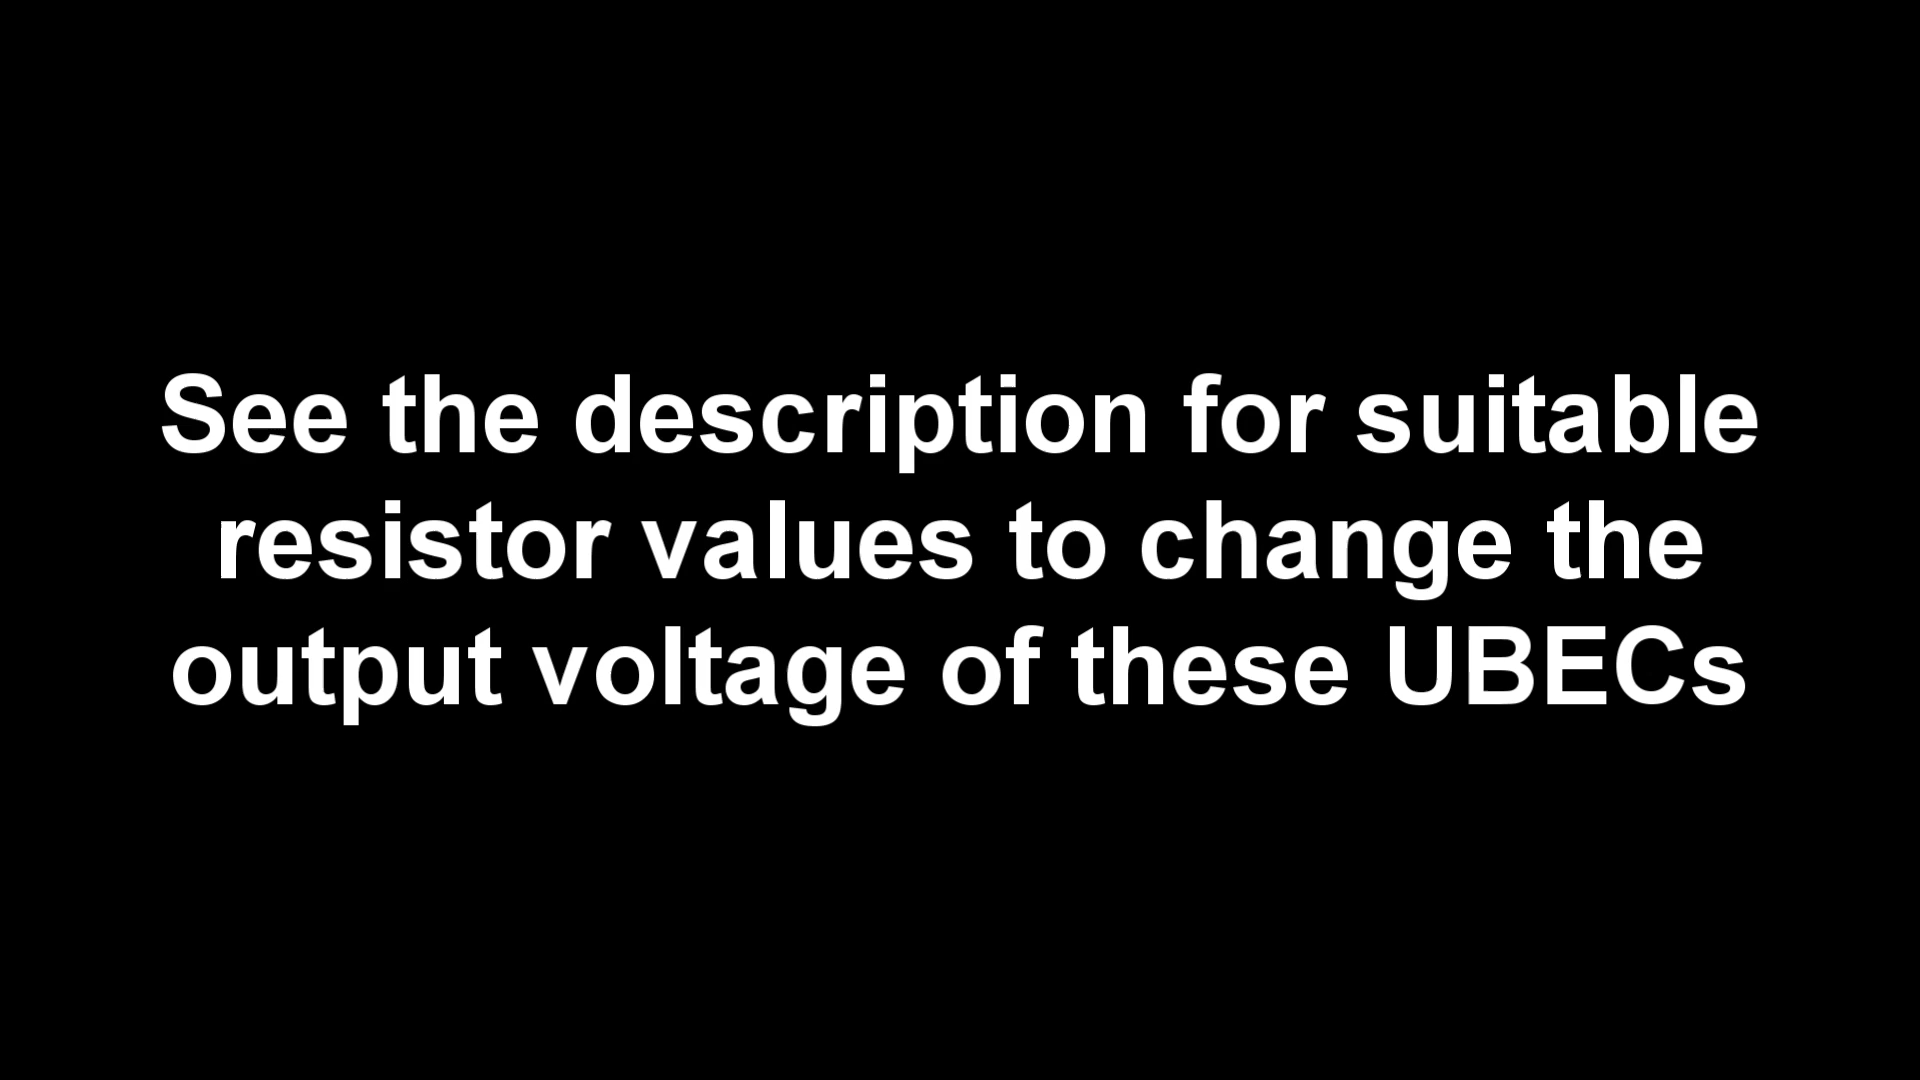 See the description for suitable
resistor values to change the
output voltage of these UBECs